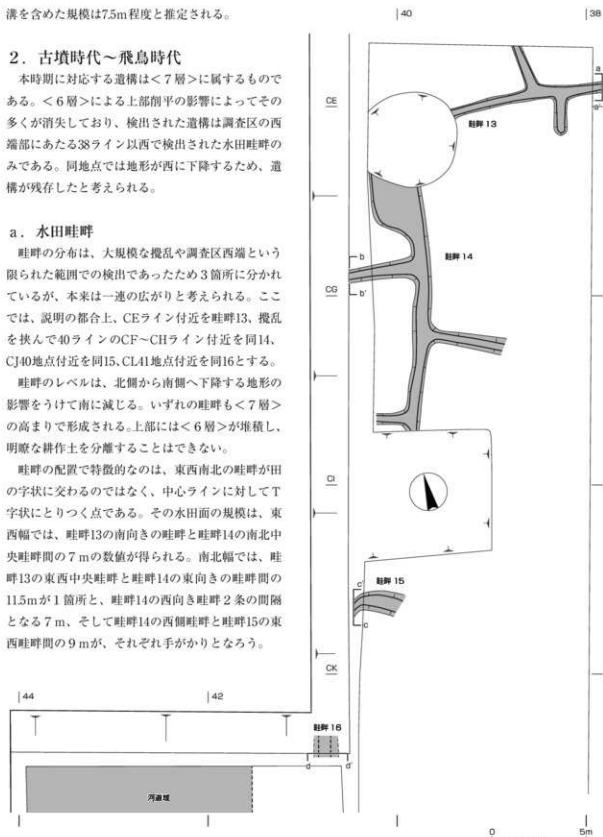 溝を含めた規模は7.5m程度と推定される。
2．古墳時代～飛鳥時代
本時期に対応する遺構は＜７層＞に属するもので
ある。＜６層＞による上部削平の影響によってその
多くが消失しており、検出された遺構は調査区の西
端部にあたる38ライン以西で検出された水田畦畔の
みである。同地点では地形が西に下降するため、遺
構が残存したと考えられる。
a．水田畦畔
畦畔の分布は、大規模な攪乱や調査区西端という
限られた範囲での検出であったため３箇所に分かれ
ているが、本来は一連の広がりと考えられる。ここ
では、説明の都合上、CEライン付近を畦畔13、攪乱
を挟んで40ラインのCF～CHライン付近を同14、
CJ40地点付近を同15、CL41地点付近を同16とする。
畦畔のレベルは、北側から南側へ下降する地形の
影響をうけて南に減じる。いずれの畦畔も＜７層＞
の高まりで形成される。上部には＜６層＞が堆積し、
明瞭な耕作土を分離することはできない。
畦畔の配置で特徴的なのは、東西南北の畦畔が田
の字状に交わるのではなく、中心ラインに対してT
字状にとりつく点である。その水田面の規模は、東
西幅では、畦畔13の南向きの畦畔と畦畔14の南北中
央畦畔間の７mの数値が得られる。南北幅では、畦
畔13の東西中央畦畔と畦畔14の東向きの畦畔間の
11.5mが１箇所と、畦畔14の西向き畦畔２条の間隔
となる７m、そして畦畔14の西側畦畔と畦畔15の東
西畦畔間の９mが、それぞれ手がかりとなろう。
40
38
CE
a
a'
畦畔 13
畦畔 14
b
CG
b'
CI
畦畔 15
c'
c
CK
44
42
畦畔 16
d
d'
河道域
0
5m